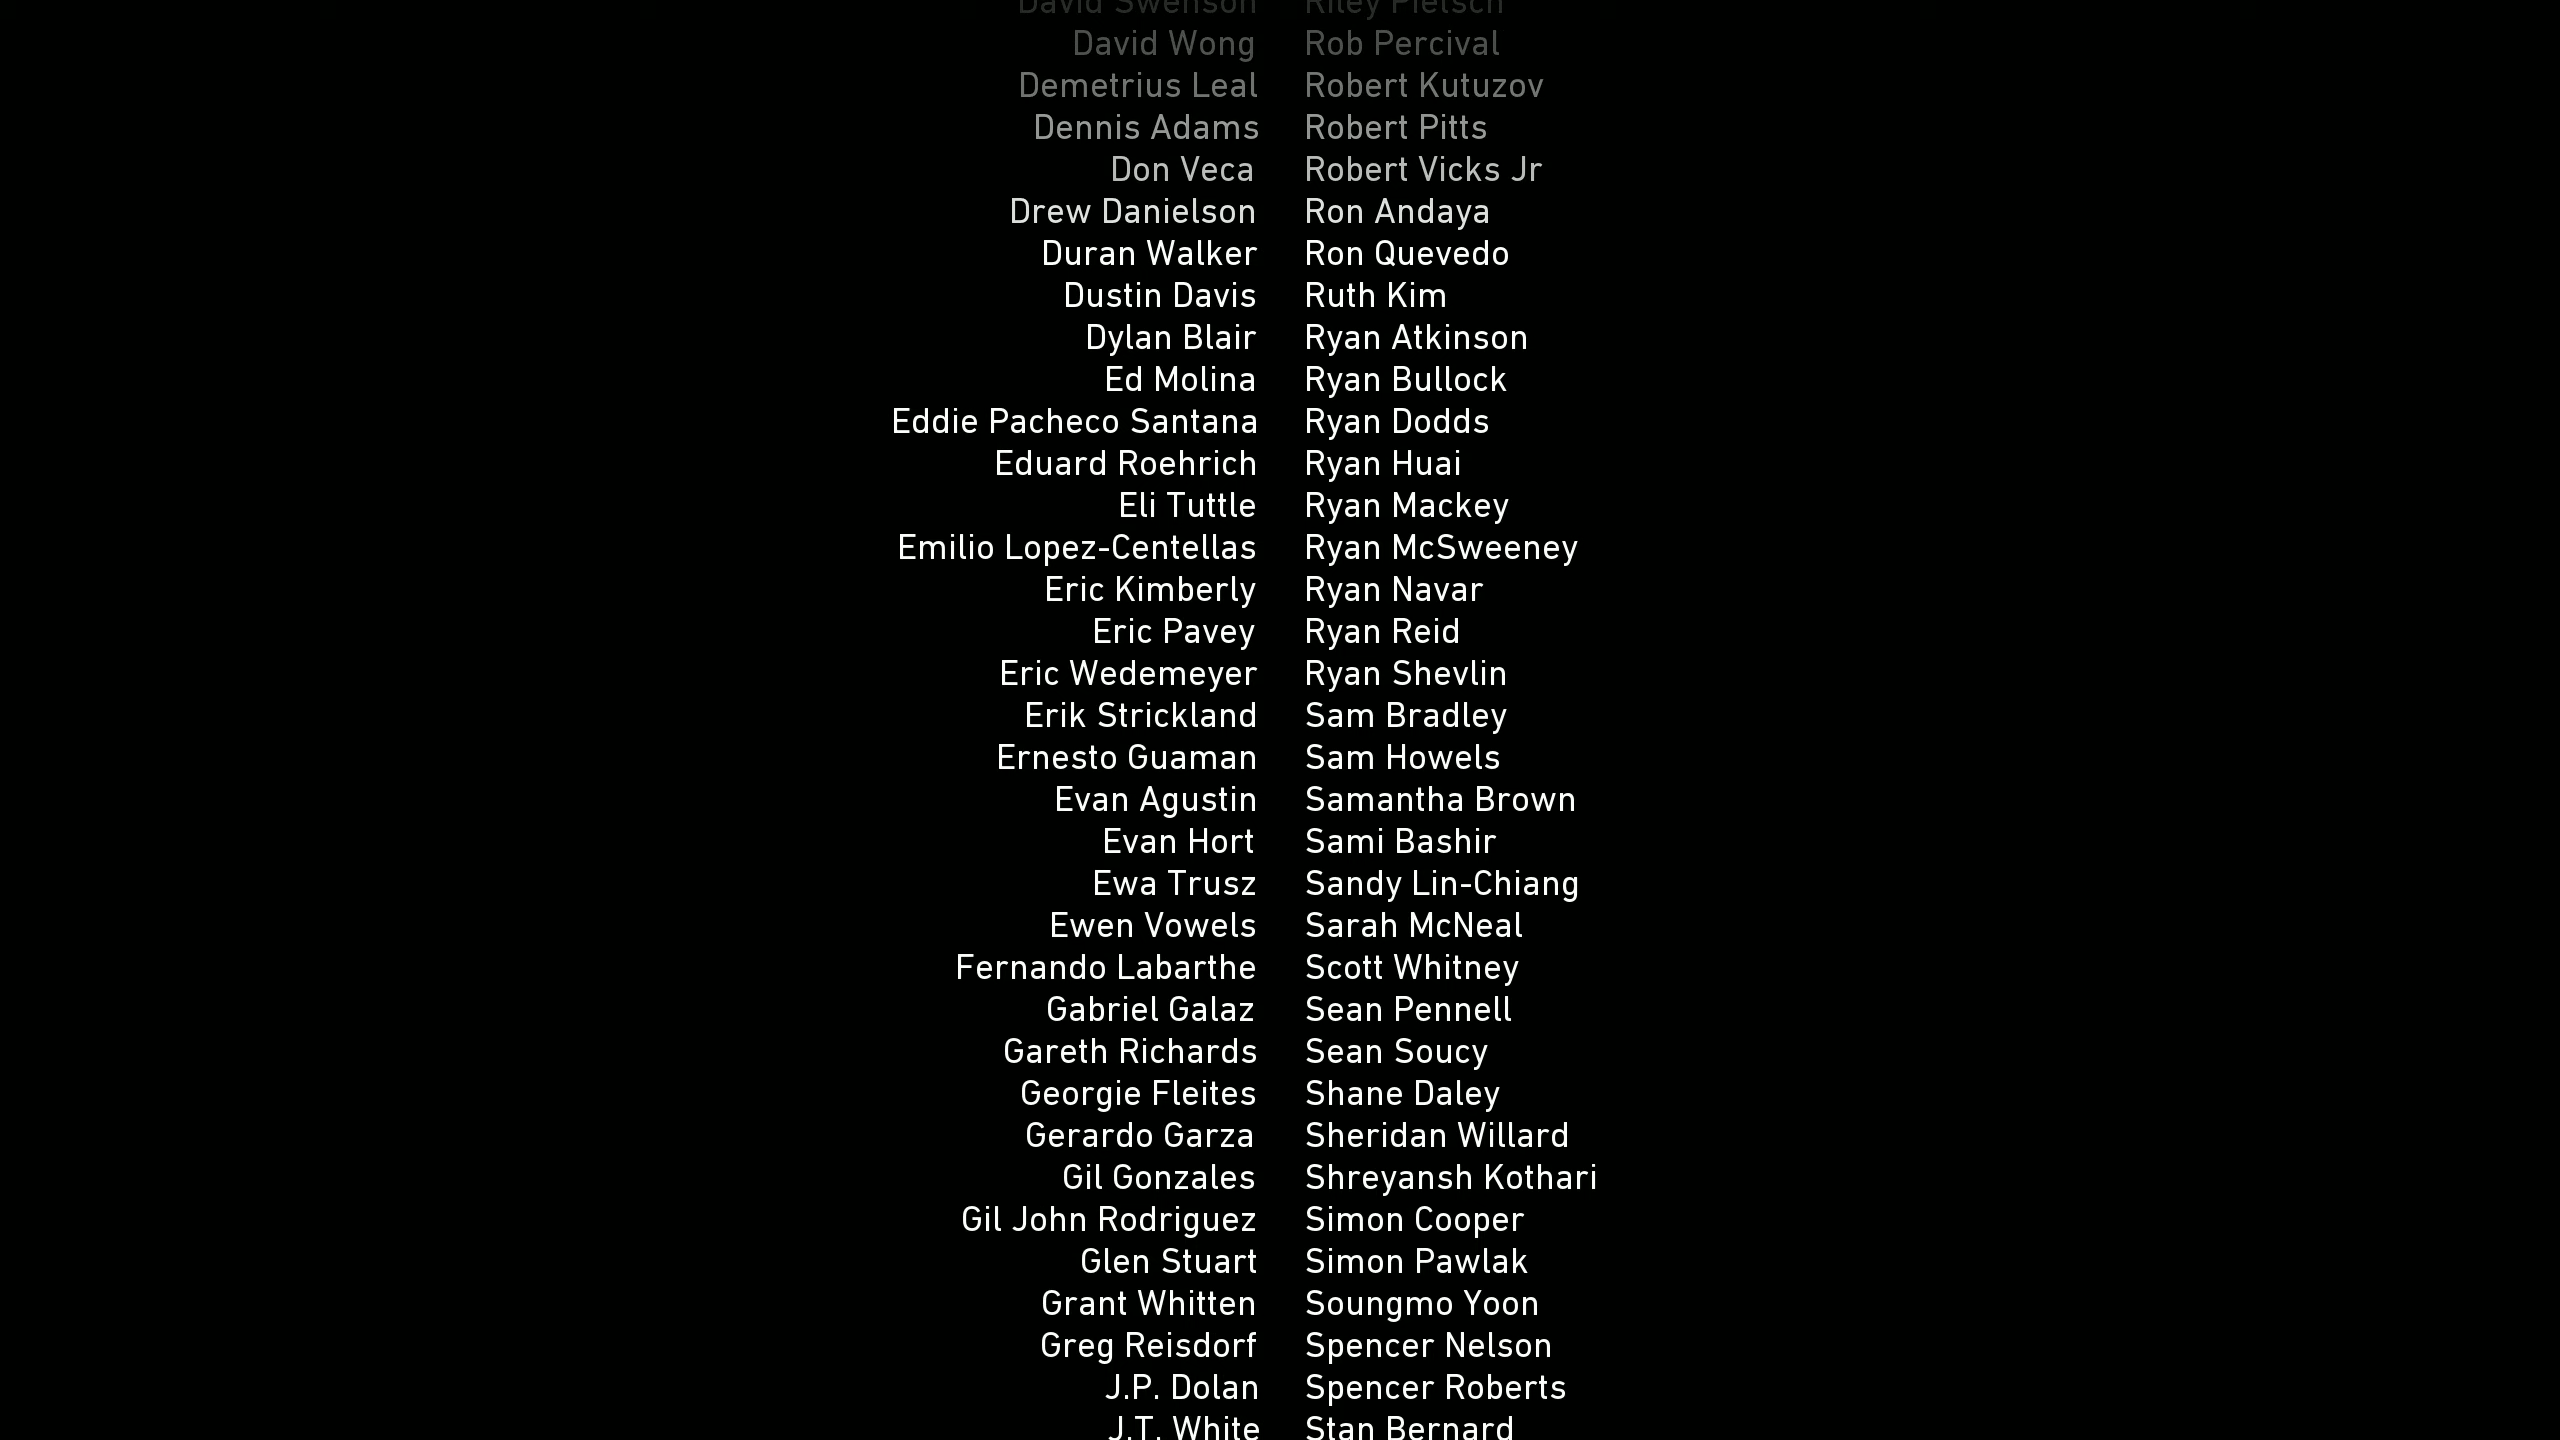 David Swenson Riley Pietsch
David Wong Rob Percival
Demetrius Leal Robert Kutuzov
Dennis Adams Robert Pitts
Don Veca Robert Vicks Jr
Drew Danielson Ron Andaya
Duran Walker Ron Quevedo
Dustin Davis Ruth Kim
Dylan Blair Ryan Atkinson
Ed Molina Ryan Bullock
Eddie Pacheco Santana Ryan Dodds
Eduard Roehrich Ryan Huai
Eli Tuttle Ryan Mackey
Emilio Lopez-Centellas Ryan McSweeney
Eric Kimberly Ryan Navar
Eric Pavey Ryan Reid
Eric Wedemeyer Ryan Shevlin
Erik Strickland Sam Bradley
Ernesto Guaman Sam Howels
Evan Agustin Samantha Brown
Evan Hort Sami Bashir
Ewa Trusz Sandy Lin-Chiang
Ewen Vowels Sarah McNeal
Fernando Labarthe Scott Whitney
Gabriel Galaz Sean Pennell
Gareth Richards Sean Soucy
Georgie Fleites Shane Daley
Gerardo Garza Sheridan Willard
Gil Gonzales Shreyansh Kothari
Gil John Rodriguez Simon Cooper
Glen Stuart Simon Pawlak
Grant Whitten Soungmo Yoon
Greg Reisdorf Spencer Nelson
J.P. Dolan Spencer Roberts
J.T. White Stan Bernard